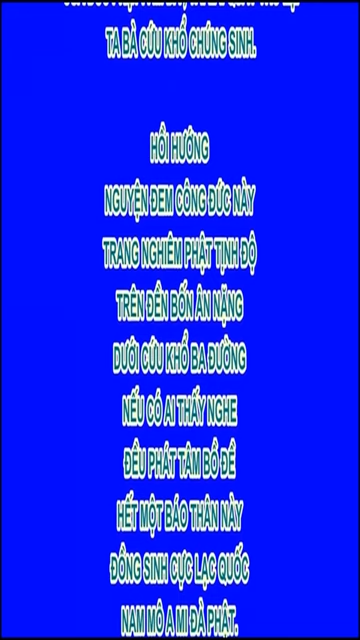 TA BÀ CỨU KHỔ CHÚNG SINH.
HỒI HƯỚNG
NGUYỆN ĐEM CÔNG ĐỨC NÀY
TRANG NGHIÊM PHẬT TỊNH ĐỘ
TRÊN ĐỀN BỐN ÂN NẶNG
DƯỚI CỨU KHỔ BA ĐƯỜNG
NẾU CÓ AI THẤY NGHE
ĐỀU PHÁT TÂM BỒ ĐỀ
HẾT MỘT BÁO THÂN NÀY
ĐỒNG SINH CỰC LẠC QUỐC
NAM MÔ A MI ĐÀ PHẬT.